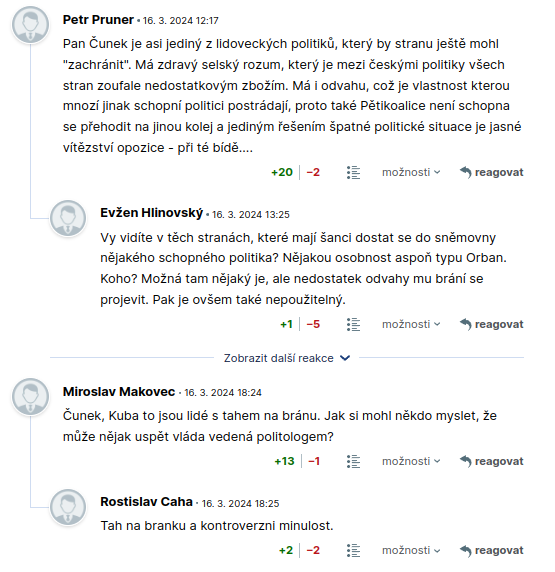 Petr Pruner • 16. 3. 2024 12:17
Pan Čunek je asi jediný z lidoveckých politiků, který by stranu ještě mohl
"zachránit". Má zdravý selský rozum, který je mezi českými politiky všech
stran zoufale nedostatkovým zbožím. Má i odvahu, což je vlastnost kterou
mnozí jinak schopni politici postrádají, proto také Pětikoalice není schopna
se přehodit na jinou kolej a jediným řešením špatné politické situace je jasné
vítězství opozice - při té bídě....
+20 −2 možnosti reagovat
Evžen Hlinovský • 16. 3. 2024 13:25
Vy vidíte v těch stranách, které mají šanci dostat se do sněmovny
nějakého schopného politika? Nějakou osobnost aspoň typu Orban.
Koho? Možná tam nějaký je, ale nedostatek odvahy mu brání se
projevit. Pak je ovšem také nepoužitelný.
+1 −5 možnosti reagovat
Zobrazit další reakce
Miroslav Makovec • 16. 3. 2024 18:24
Čunek, Kuba to jsou lidé s tahem na bránu. Jak si mohl někdo myslet, že
může nějak uspět vláda vedená politologem?
+13 −1 možnosti reagovat
Rostislav Caha • 16. 3. 2024 18:25
Tah na branku a kontroverzni minulost.
+2 −2 možnosti reagovat